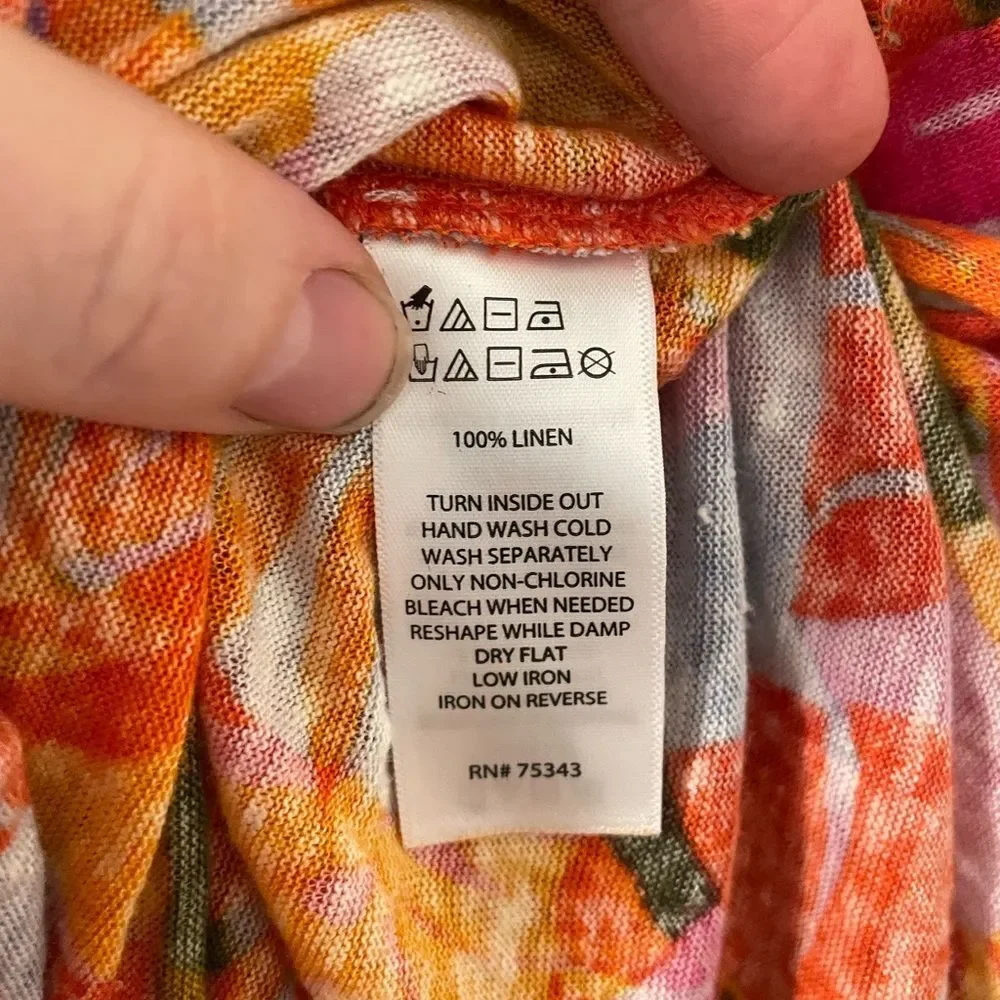 100% LINEN
TURN INSIDE OUT
HAND WASH COLD
WASH SEPARATELY
ONLY NON-CHLORINE
BLEACH WHEN NEEDED
RESHAPE WHILE DAMP
DRY FLAT
LOW IRON
IRON ON REVERSE
RN# 75343